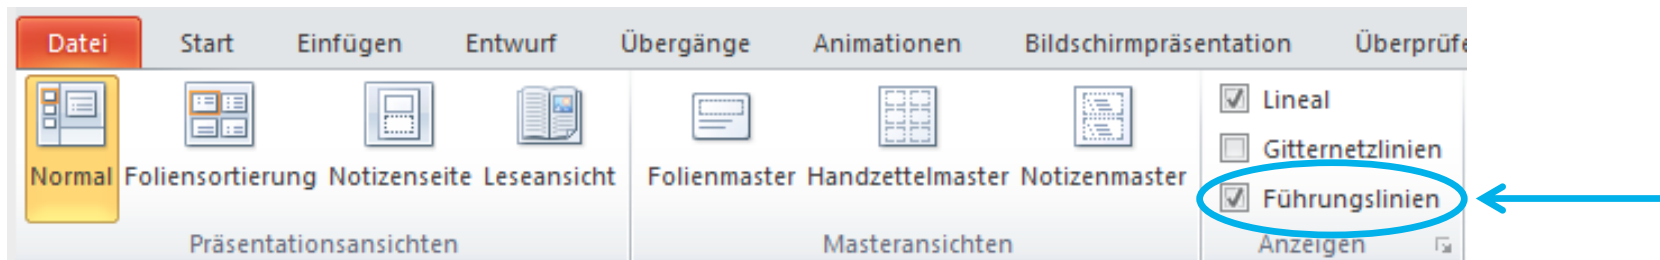 Datei Start Einfügen Entwurf Übergänge Animationen Bildschirmpräsentation Überprüfe
Lineal
Gitternetzlinien
Normal Foliensortierung Notizenseite Leseansicht Folienmaster Handzettelmaster Notizenmaster
Führungslinien
Präsentationsansichten Masteransichten Anzeigen